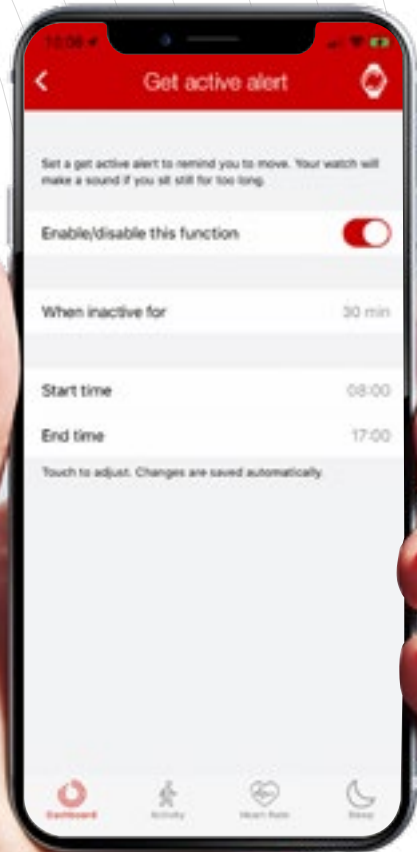 10:08
Get active alert
Set a get active alert to remind you to move. Your watch will
make a sound if you sit still for too long.
Enable/disable this function
When inactive for 30 min
Start time 08:00
End time 17:00
Touch to adjust. Changes are saved automatically.
Dashboard Activity Heart Rate Sleep